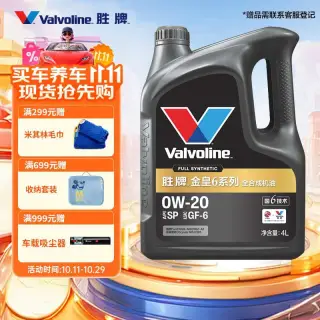 Valvoline 胜牌
*赠品需联系客服登记
买车养车11.11
现货抢先购
满299元赠
米其林毛巾
满699元赠
收纳套装
满999元赠
车载吸尘器
活动时间:10.11-10.29
Valvoline
FULL SYNTHETIC
胜牌 金皇6系列 全合成机油
0W-20
API SP ILSAC GF-6
国6技术
净含量:4L